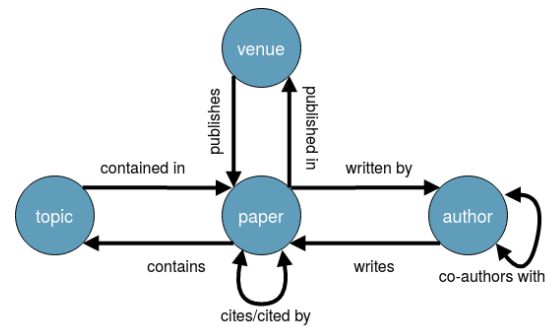 venue
publishes
published in
contained in
written by
topic
paper
author
contains
writes
co-authors with
cites/cited by